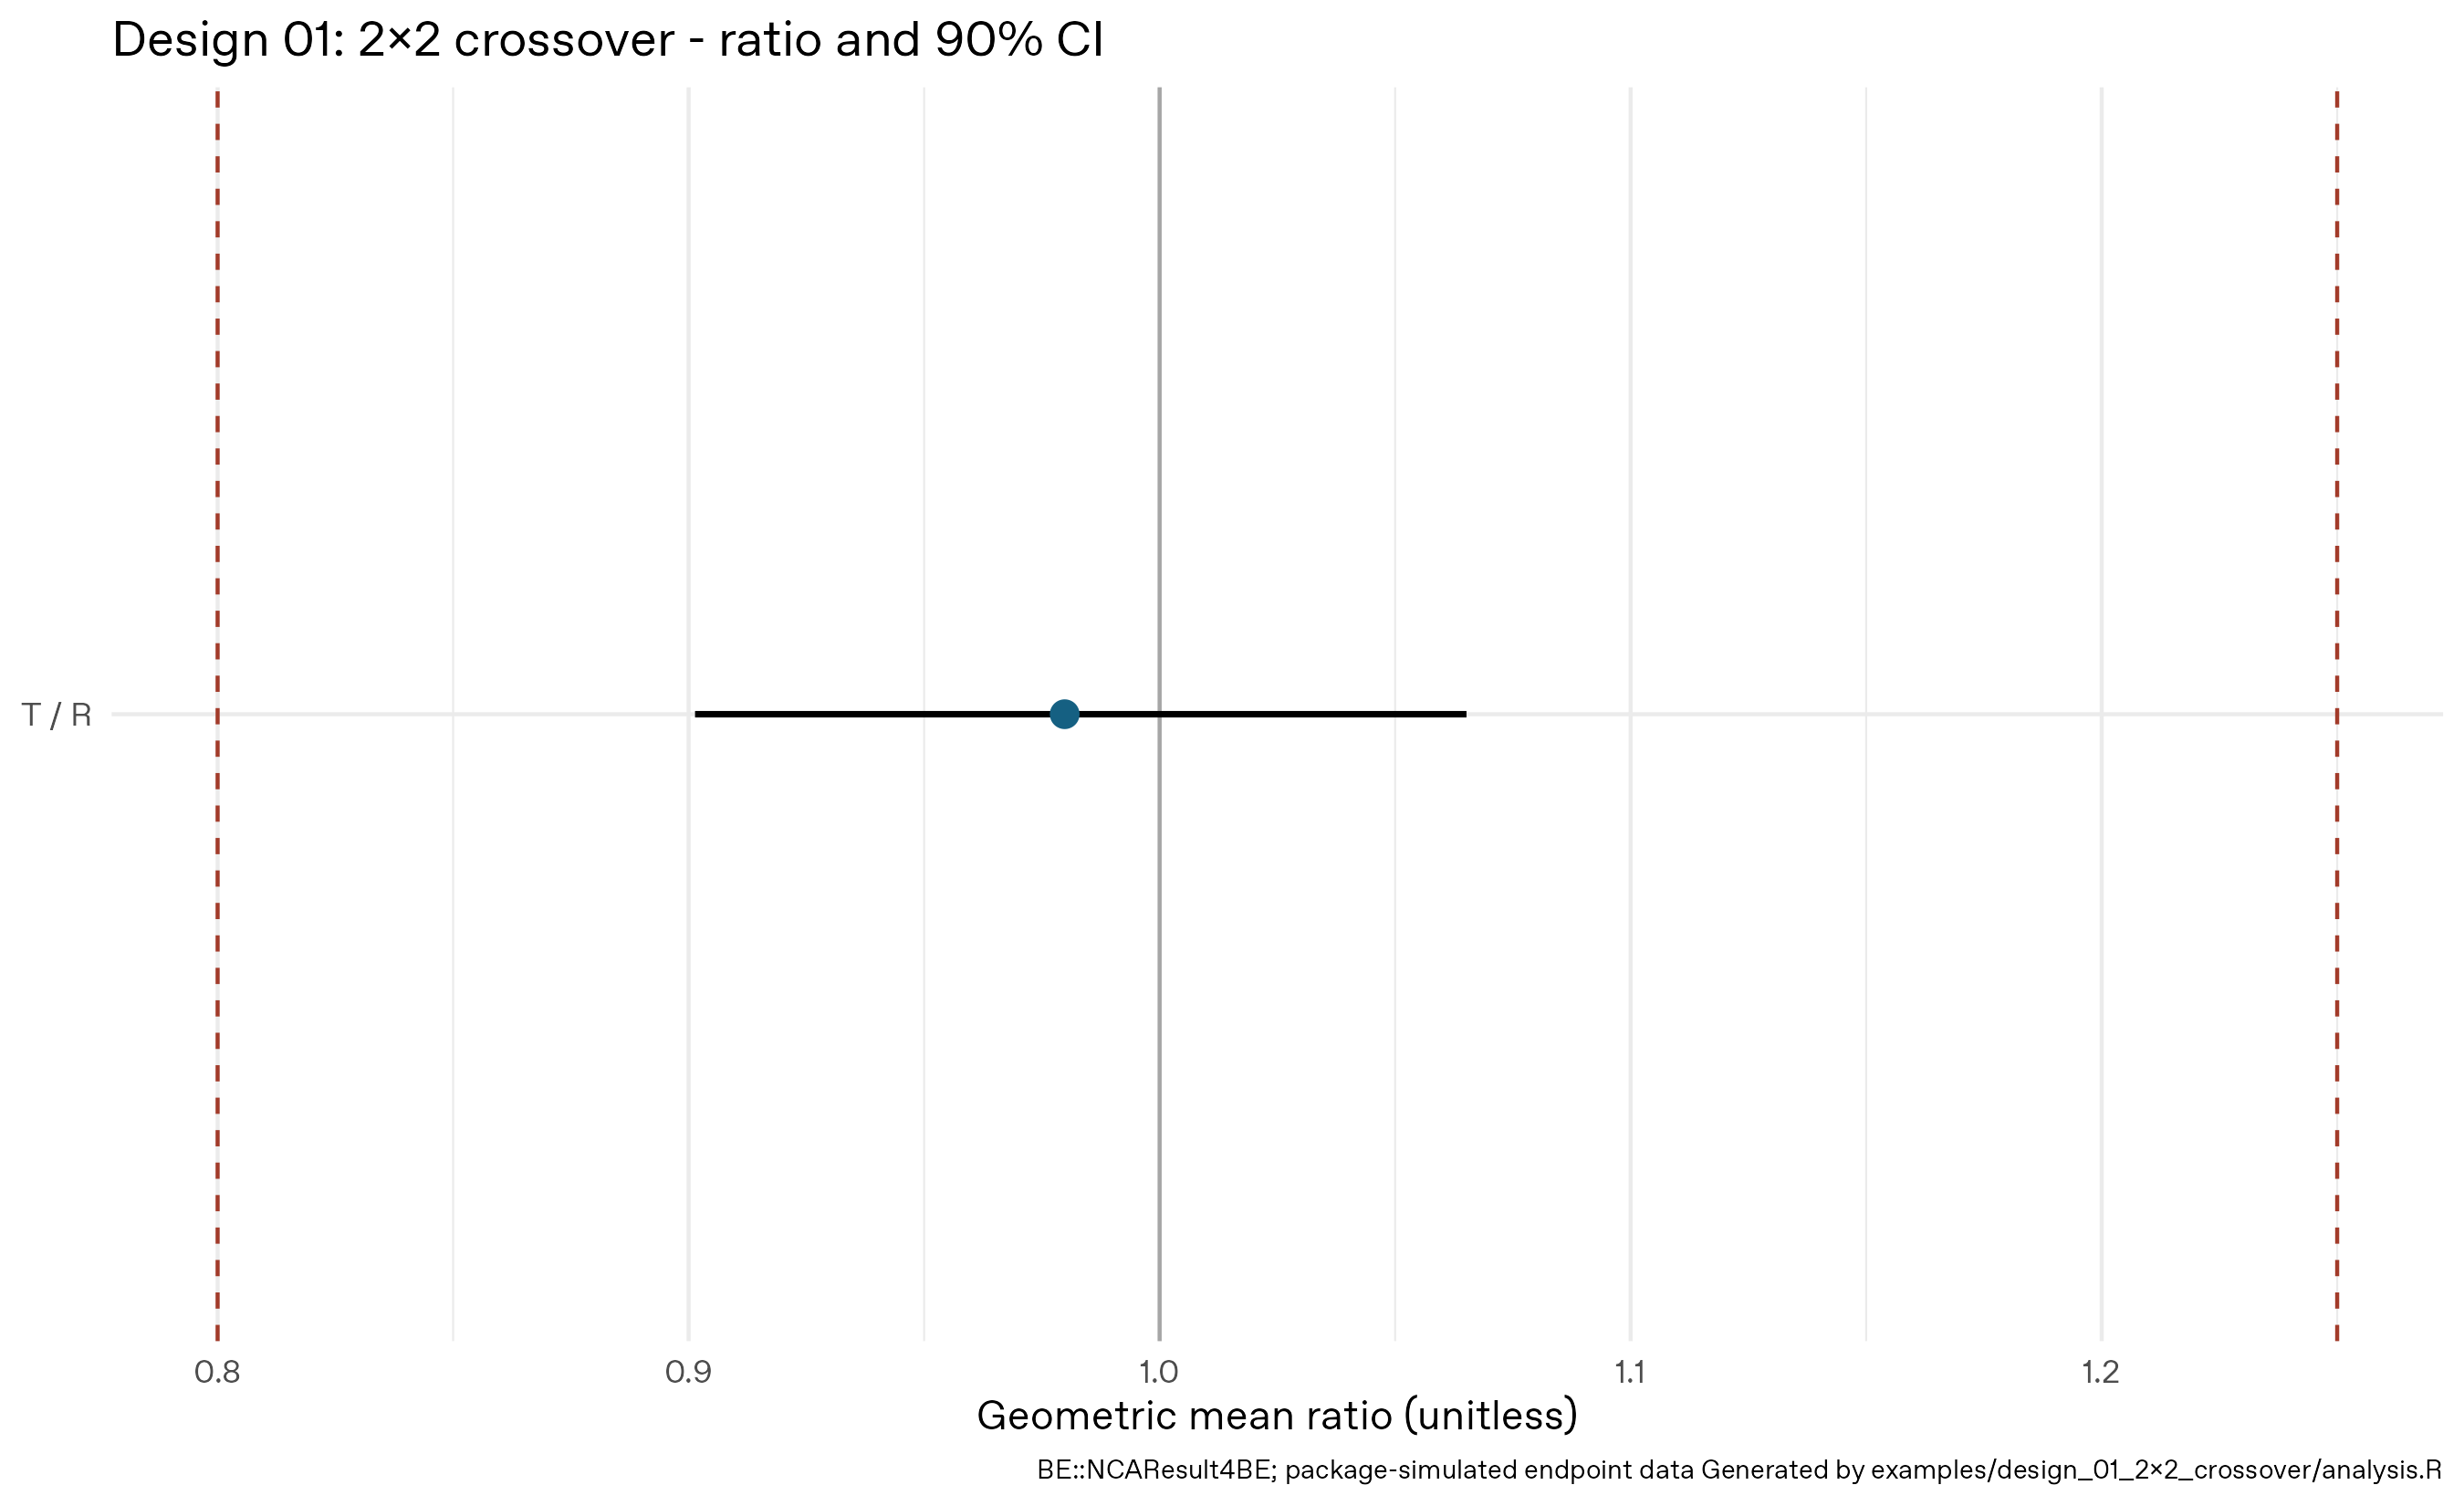 Design 01: 2×2 crossover - ratio and 90% CI
T / R
0.8 0.9 1.0 1.1 1.2
Geometric mean ratio (unitless)
BE::NCAResult4BE; package-simulated endpoint data Generated by examples/design_01_2×2_crossover/analysis.R